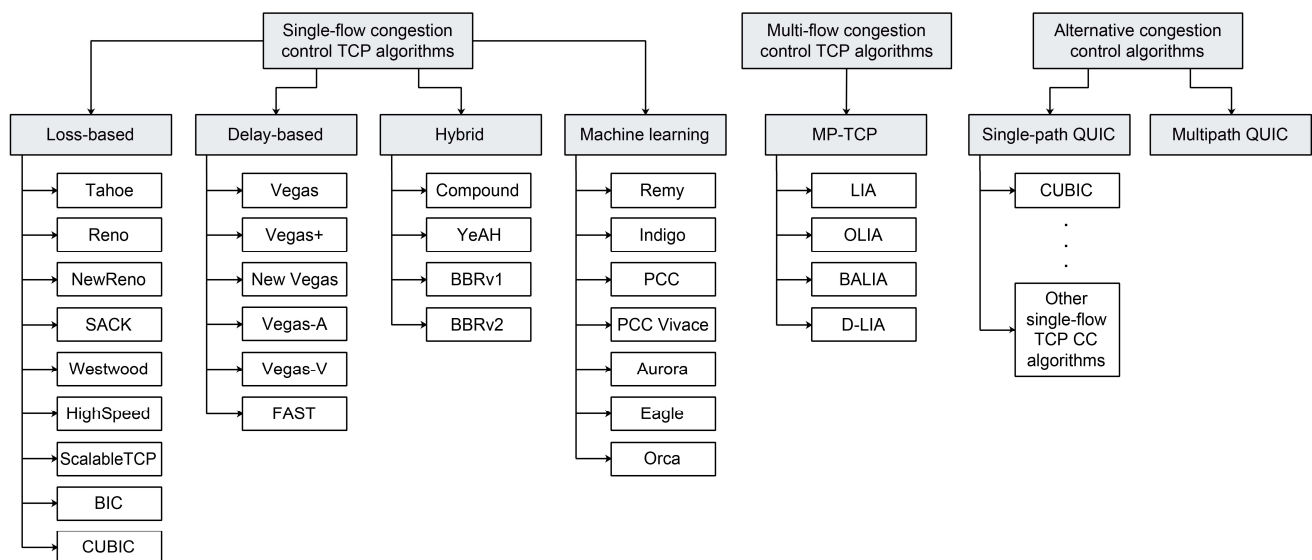 Single-flow congestion
control TCP algorithms
Multi-flow congestion
control TCP algorithms
Alternative congestion
control algorithms
Loss-based
Delay-based
Hybrid
Machine learning
MP-TCP
Single-path QUIC
Multipath QUIC
Tahoe
Reno
NewReno
SACK
Westwood
HighSpeed
ScalableTCP
BIC
CUBIC
Vegas
Vegas+
New Vegas
Vegas-A
Vegas-V
FAST
Compound
YeAH
BBRv1
BBRv2
Remy
Indigo
PCC
PCC Vivace
Aurora
Eagle
Orca
LIA
OLIA
BALIA
D-LIA
CUBIC
.
.
.
Other
single-flow
TCP CC
algorithms